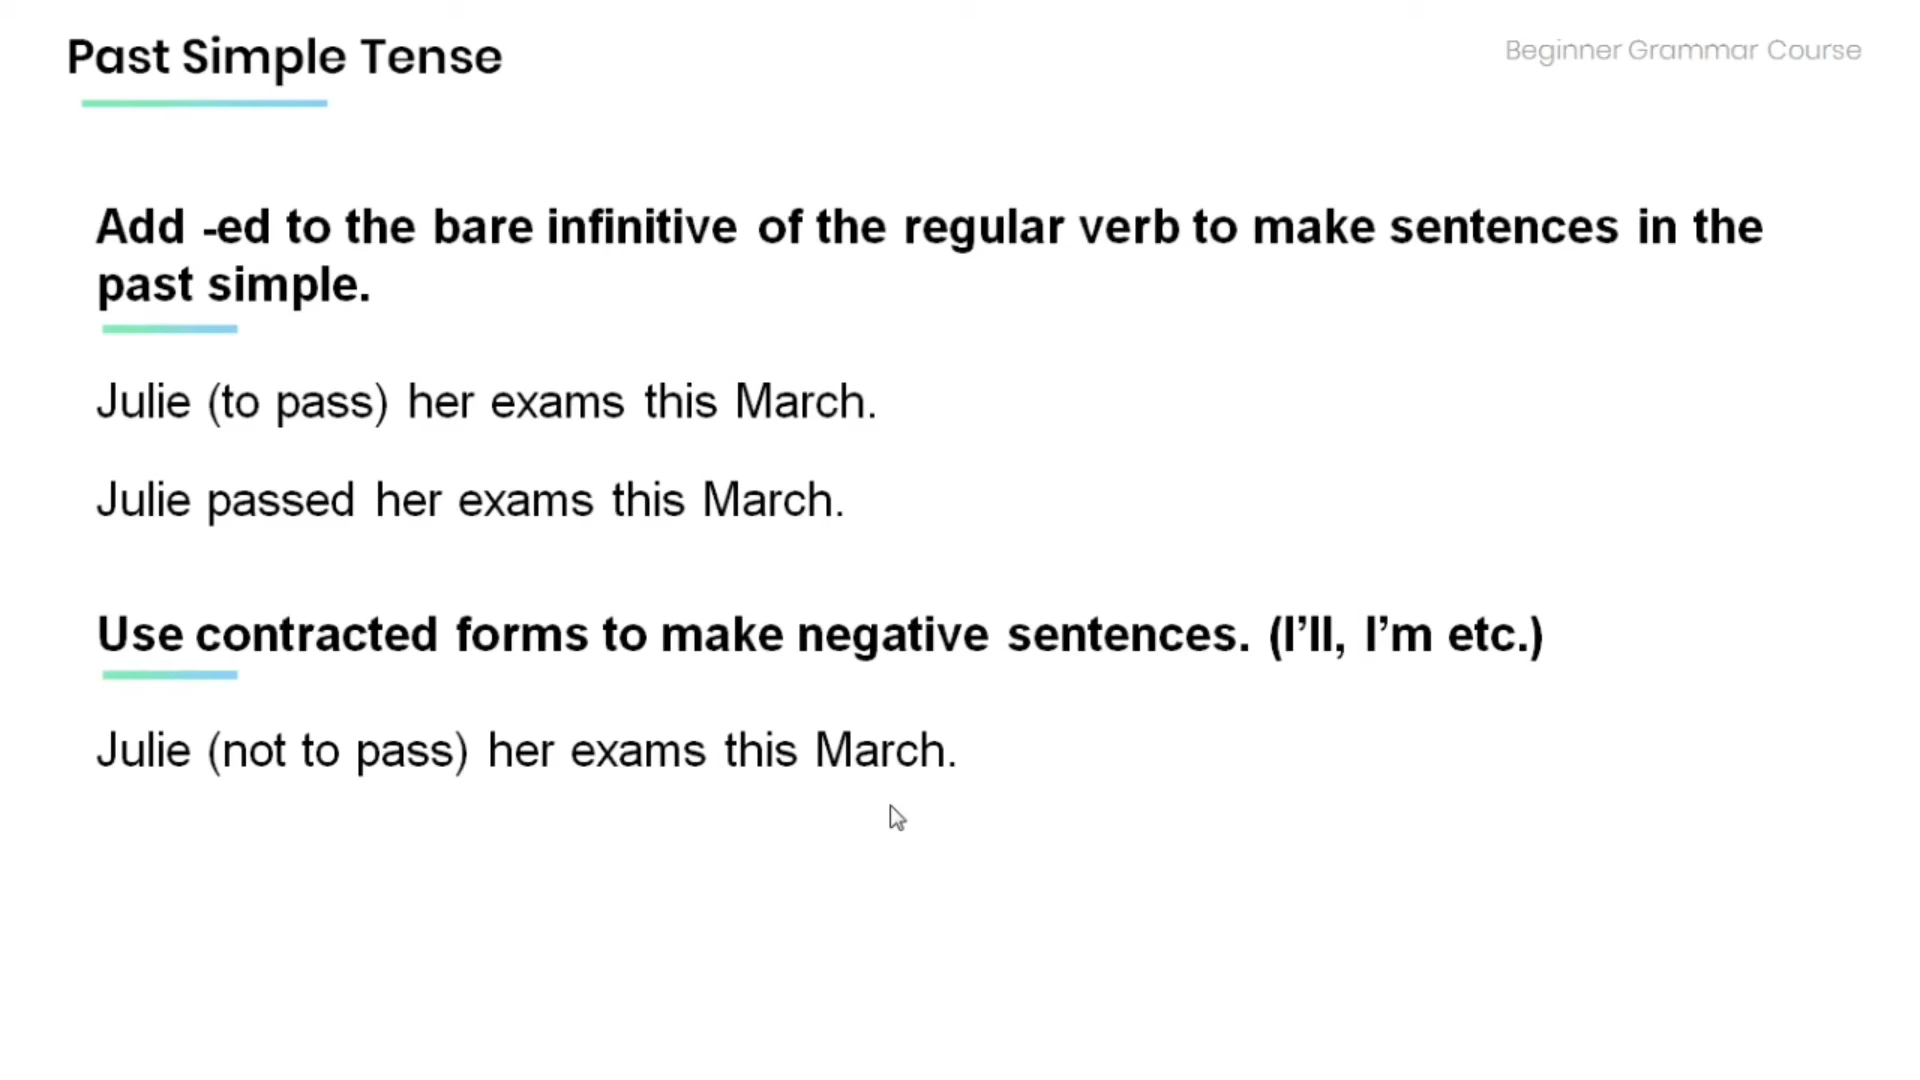 Past Simple Tense
Beginner Grammar Course
Add -ed to the bare infinitive of the regular verb to make sentences in the
past simple.
Julie (to pass) her exams this March.
Julie passed her exams this March.
Use contracted forms to make negative sentences. (I’ll, I’m etc.)
Julie (not to pass) her exams this March.